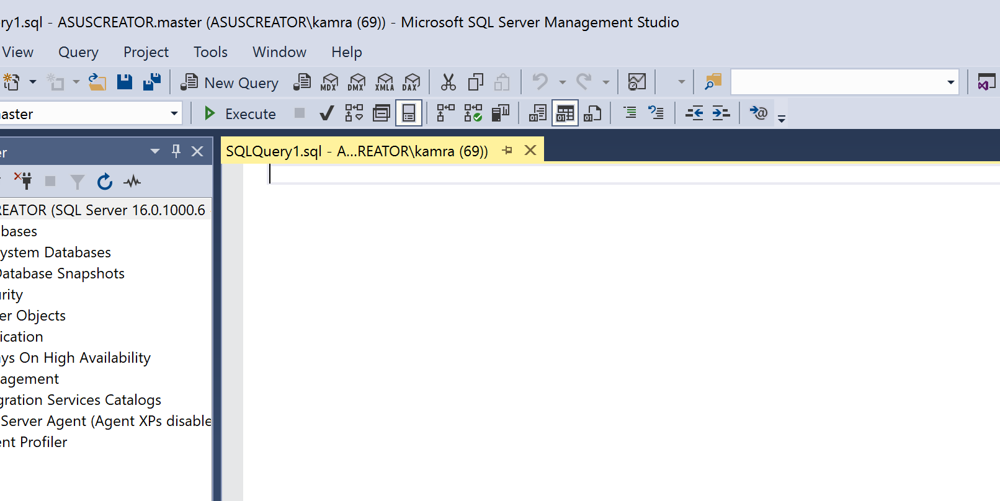 ry1.sql - ASUSCREATOR.master (ASUSCREATOR\kamra (69)) - Microsoft SQL Server Management Studio
View Query Project Tools Window Help
New Query MDX DMX XMLA DAX
aster Execute
er
SQLQuery1.sql - A...REATOR\kamra (69))
REATOR (SQL Server 16.0.1000.6
bases
ystem Databases
Database Snapshots
rity
er Objects
ication
ys On High Availability
agement
gration Services Catalogs
Server Agent (Agent XPs disable
ent Profiler